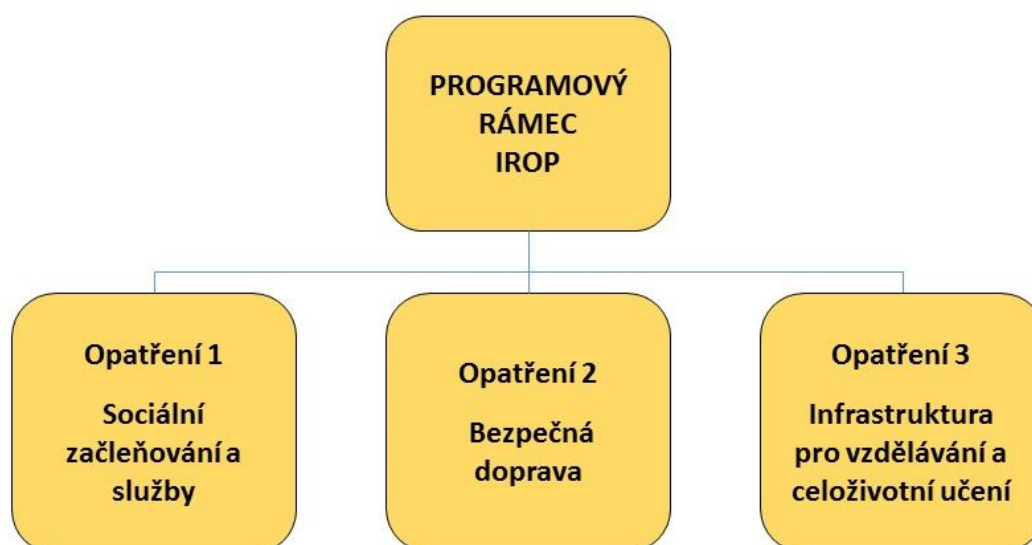 PROGRAMOVÝ
RÁMEC
IROP
Opatření 1
Sociální
začleňování a
služby
Opatření 2
Bezpečná
doprava
Opatření 3
Infrastruktura
pro vzdělávání a
celoživotní učení